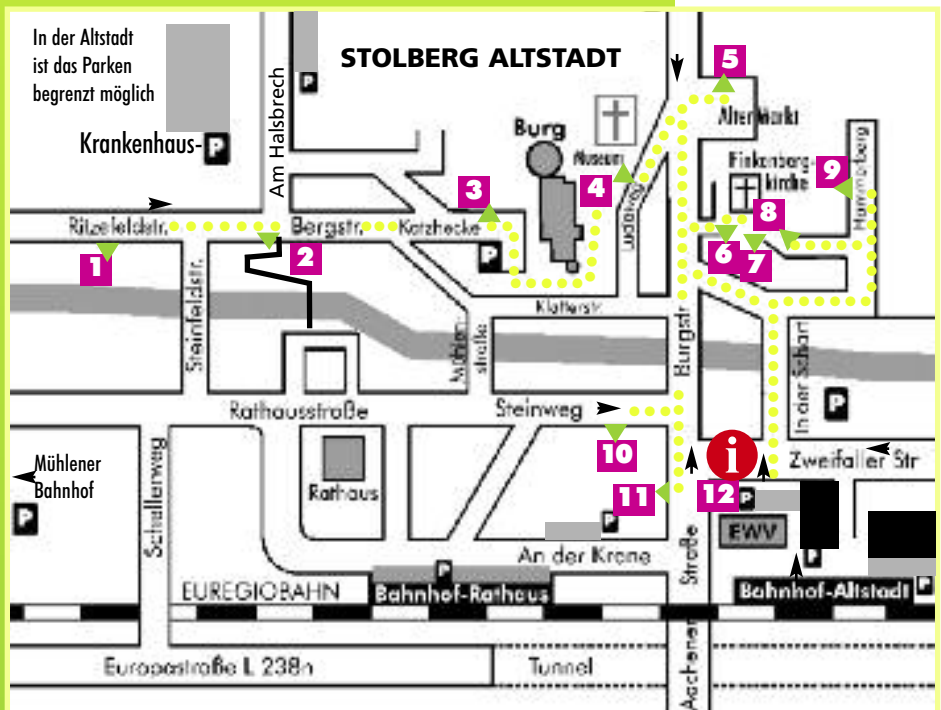 In der Altstadt
ist das Parken
begrenzt möglich
STOLBERG ALTSTADT
P
5
Am Halsbrech
Krankenhaus-P
Burg
Museum
Alter Markt
Finkenberg-
kirche
9
Hammerberg
3
4
Ludwig
8
Ritzefeldstr.
Bergstr.
Katzhecke
6
7
1
2
P
Steinfeldstr.
Klatterstr.
Mühlen-
straße
Burgstr.
In der Schart
P
Rathausstraße
Steinweg
10
i
Zweifaller Str
Mühlener
Bahnhof
P
Schellerweg
Rathaus
11
12
P
EWV
P
An der Krone
Straße
P
EUREGIOBAHN
P
Bahnhof-Rathaus
Bahnhof-Altstadt
P
Europastraße L 238n
Tunnel
Aachener